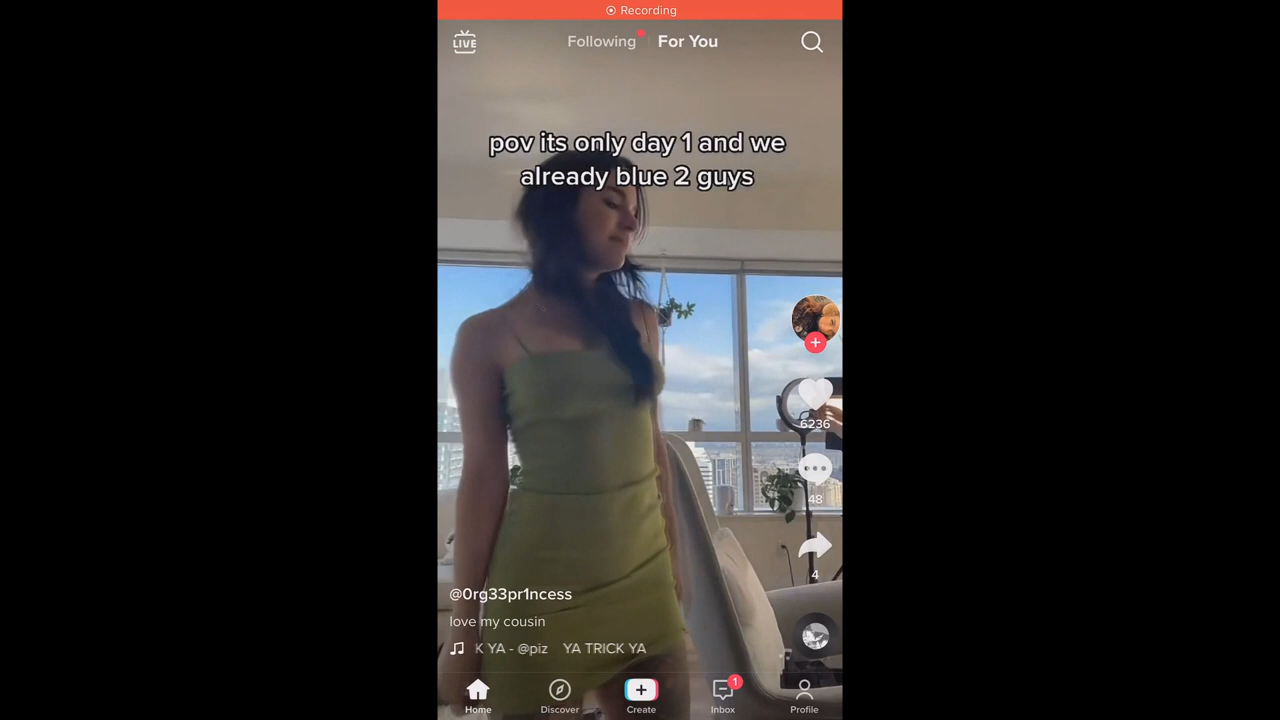 Recording
LIVE
Following
For You
pov its only day 1 and we
already blue 2 guys
6236
48
4
@0rg33pr1ncess
love my cousin
K YA - @piz YA TRICK YA
Home
Discover
Create
1
Inbox
Profile